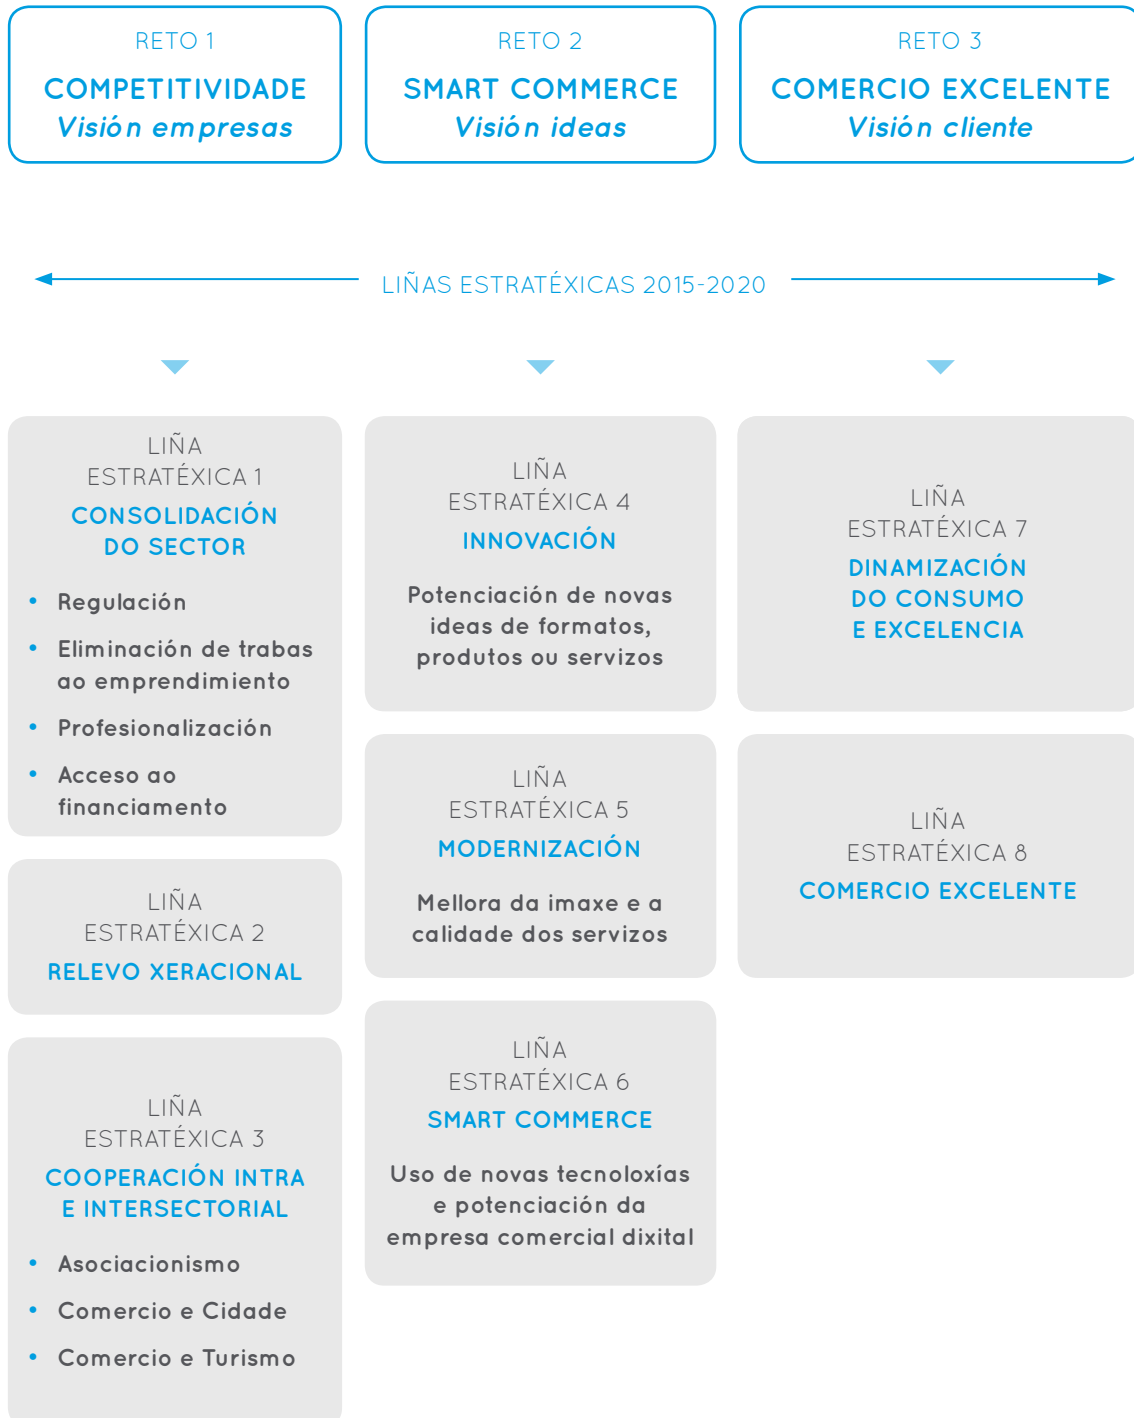 RETO 1
COMPETITIVIDADE
Visión empresas
RETO 2
SMART COMMERCE
Visión ideas
RETO 3
COMERCIO EXCELENTE
Visión cliente
LIÑAS ESTRATÉXICAS 2015-2020
LIÑA
ESTRATÉXICA 1
CONSOLIDACIÓN
DO SECTOR
• Regulación
• Eliminación de trabas
ao emprendimiento
• Profesionalización
• Acceso ao
financiamento
LIÑA
ESTRATÉXICA 2
RELEVO XERACIONAL
LIÑA
ESTRATÉXICA 3
COOPERACIÓN INTRA
E INTERSECTORIAL
• Asociacionismo
• Comercio e Cidade
• Comercio e Turismo
LIÑA
ESTRATÉXICA 4
INNOVACIÓN
Potenciación de novas
ideas de formatos,
produtos ou servizos
LIÑA
ESTRATÉXICA 5
MODERNIZACIÓN
Mellora da imaxe e a
calidade dos servizos
LIÑA
ESTRATÉXICA 6
SMART COMMERCE
Uso de novas tecnoloxías
e potenciación da
empresa comercial dixital
LIÑA
ESTRATÉXICA 7
DINAMIZACIÓN
DO CONSUMO
E EXCELENCIA
LIÑA
ESTRATÉXICA 8
COMERCIO EXCELENTE